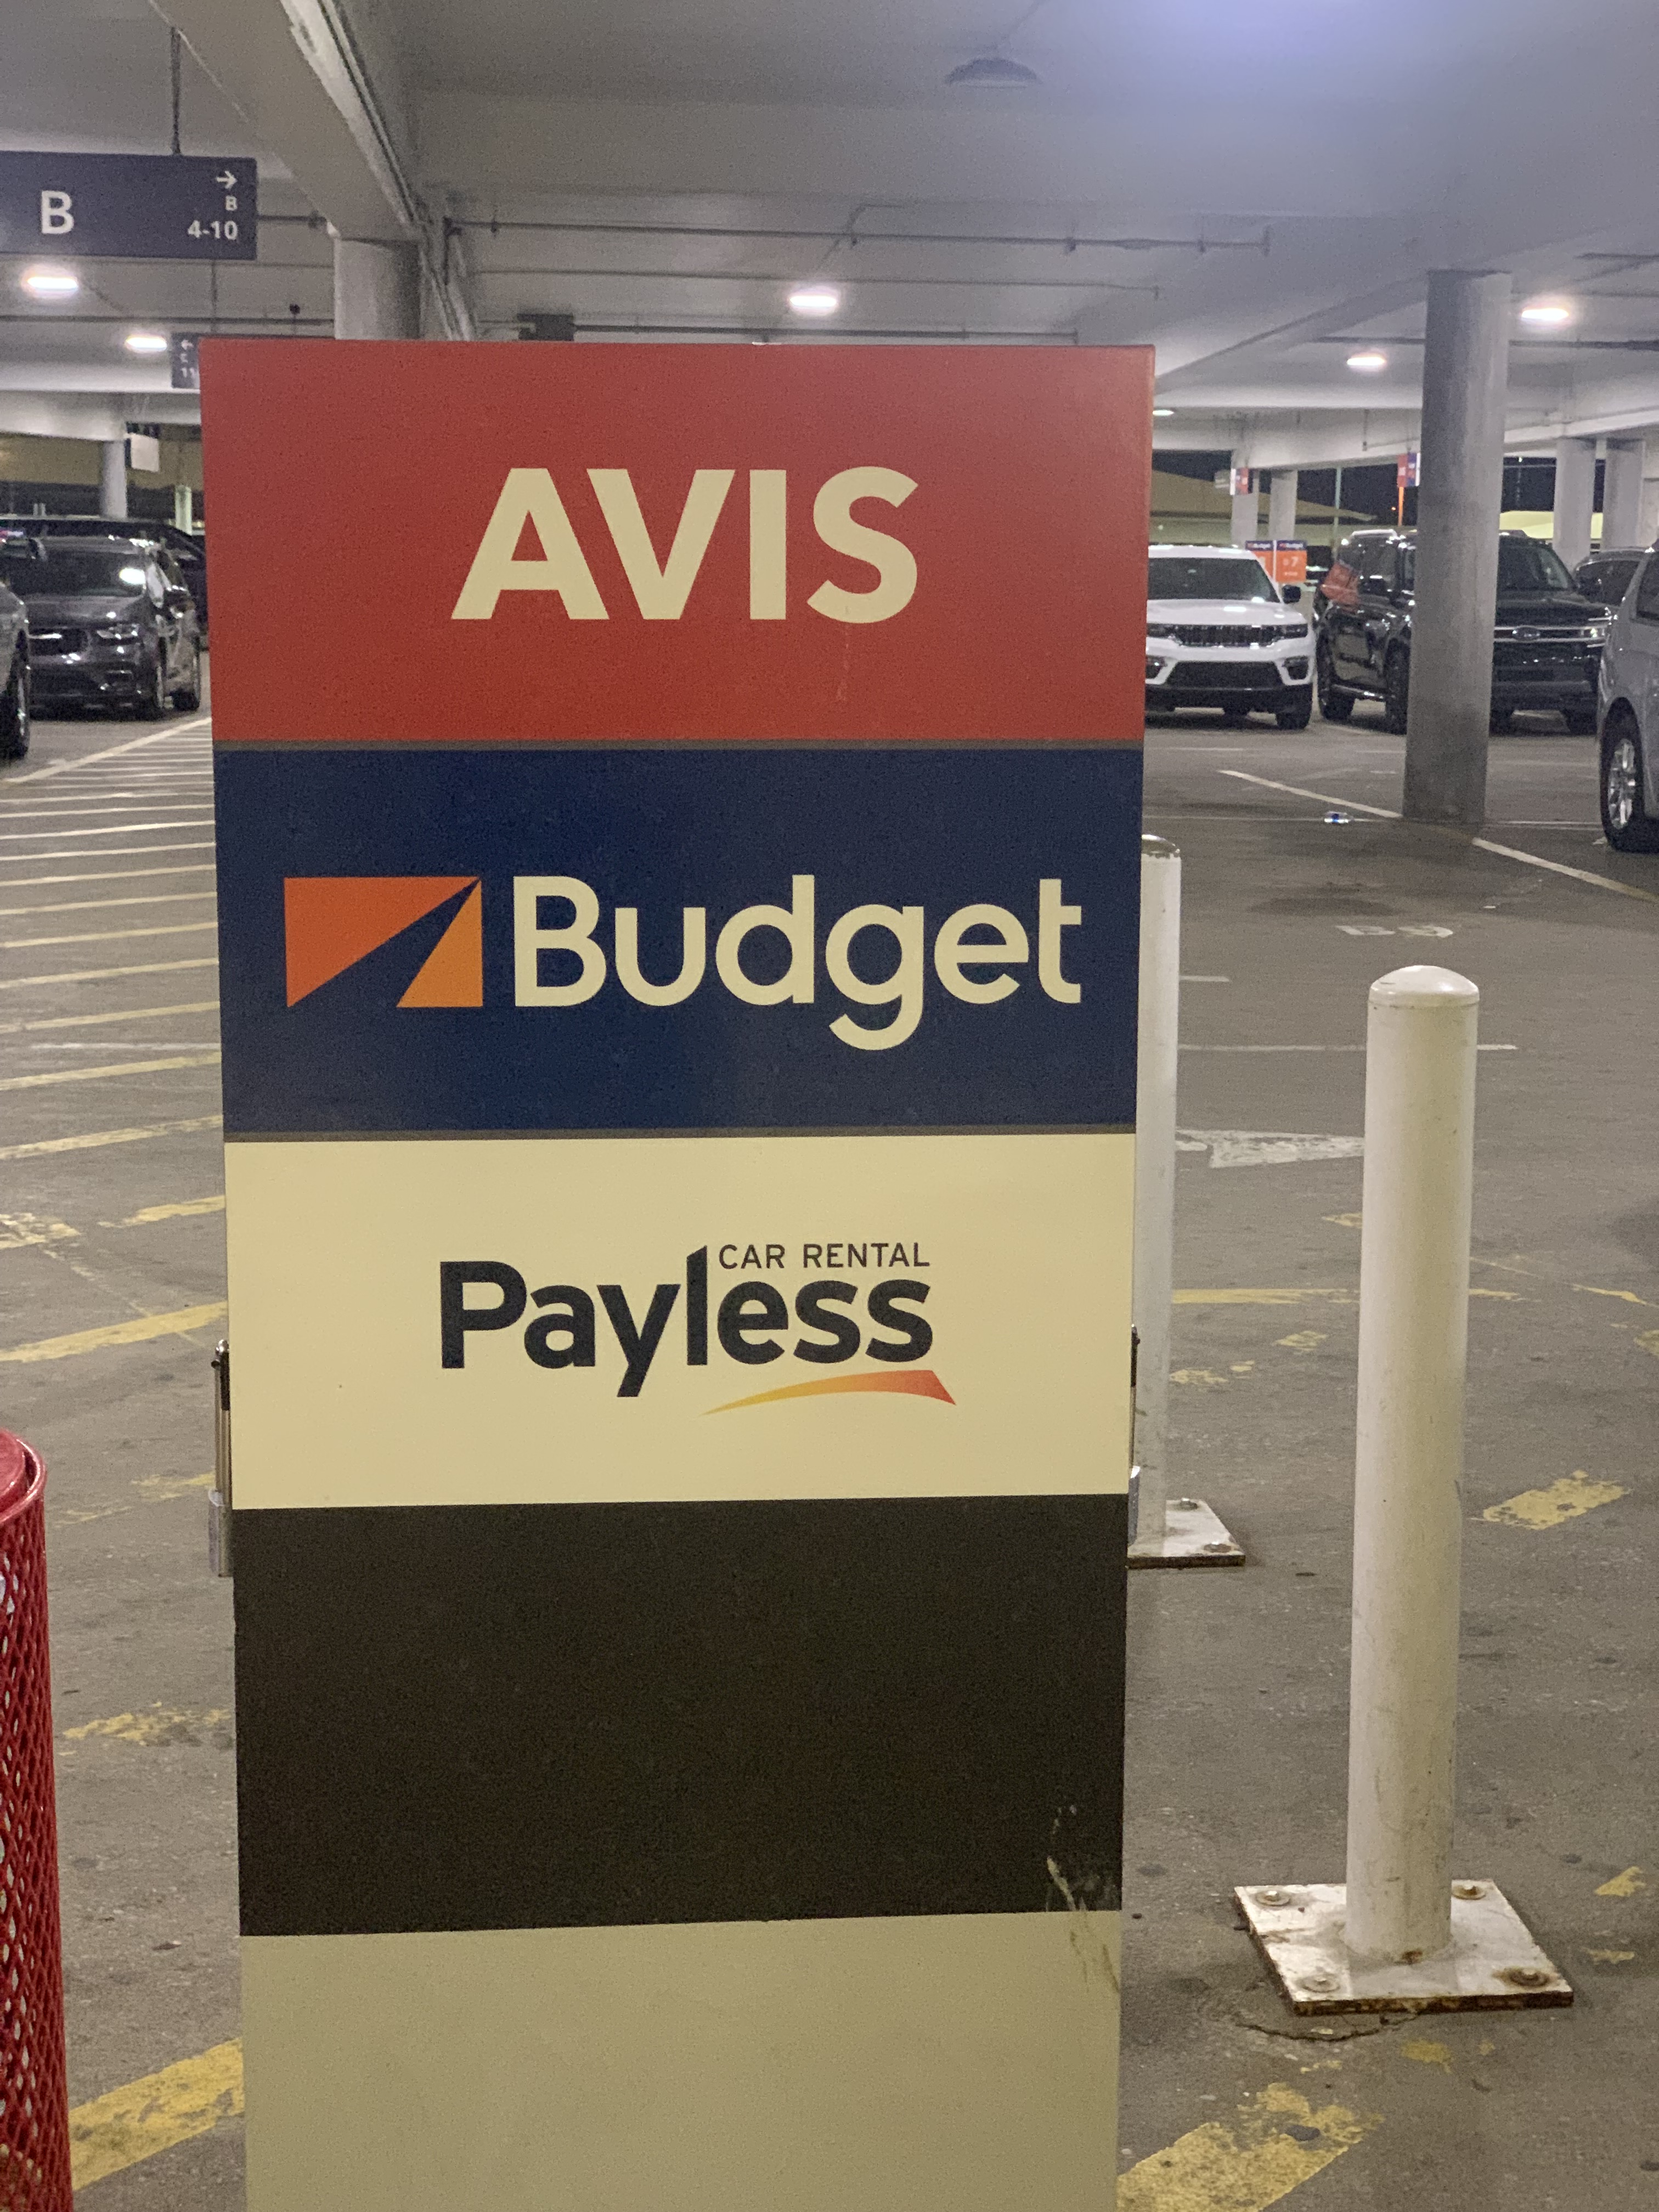 B
→
B
4-10
AVIS
Budget
CAR RENTAL
Payless